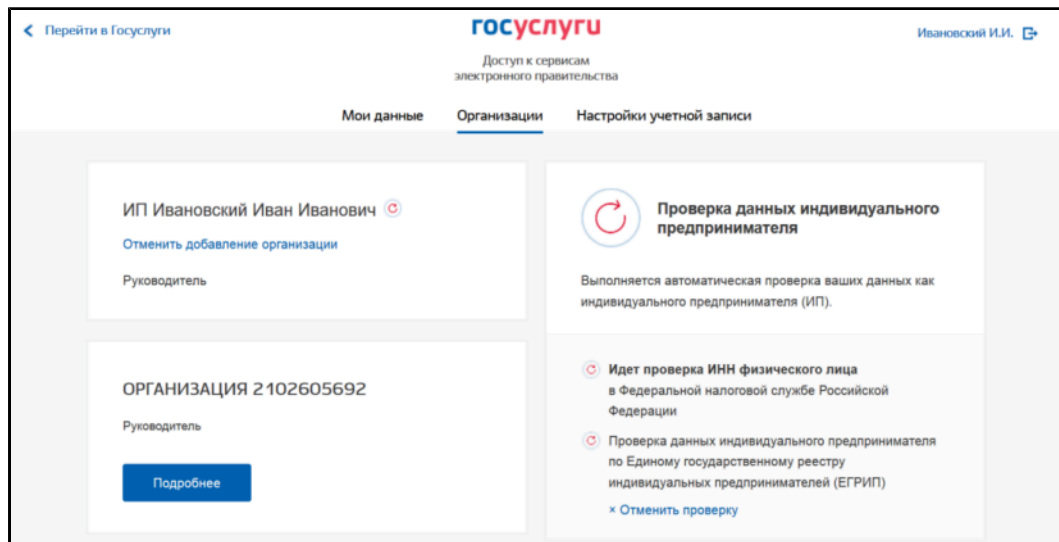 Перейти в Госуслуги
госуслуги
Ивановский И.И.
Доступ к сервисам
электронного правительства
Мои данные Организации Настройки учетной записи
ИП Ивановский Иван Иванович
Отменить добавление организации
Руководитель
ОРГАНИЗАЦИЯ 2102605692
Руководитель
Подробнее
Проверка данных индивидуального
предпринимателя
Выполняется автоматическая проверка ваших данных как
индивидуального предпринимателя (ИП).
Идет проверка ИНН физического лица
в Федеральной налоговой службе Российской
Федерации
Проверка данных индивидуального предпринимателя
по Единому государственному реестру
индивидуальных предпринимателей (ЕГРИП)
× Отменить проверку